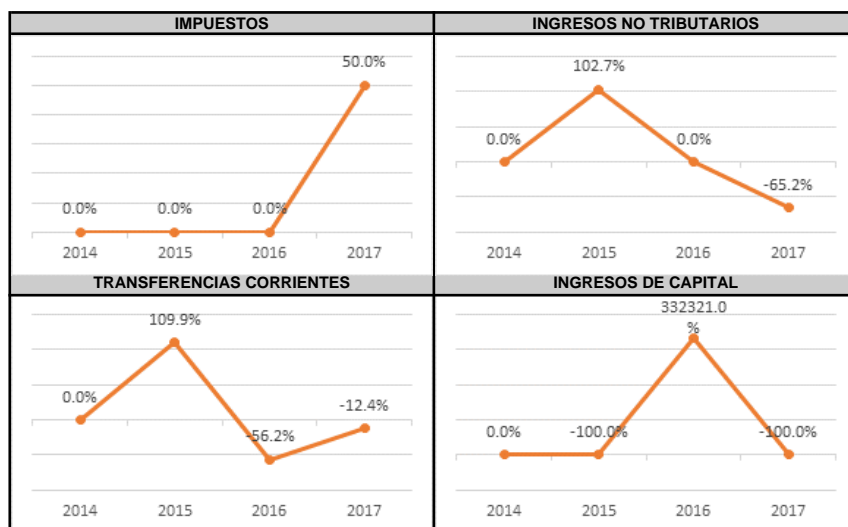 IMPUESTOS
50.0%
0.0%
0.0%
0.0%
2014 2015 2016 2017
INGRESOS NO TRIBUTARIOS
102.7%
0.0%
0.0%
-65.2%
2014 2015 2016 2017
TRANSFERENCIAS CORRIENTES
109.9%
0.0%
-56.2%
-12.4%
2014 2015 2016 2017
INGRESOS DE CAPITAL
332321.0
%
0.0%
-100.0%
-100.0%
2014 2015 2016 2017